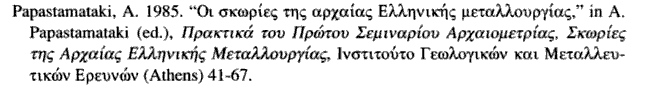 Papastamataki, A. 1985. “Οι σκωρίες της αρχαίας Ελληνικής μεταλλουργίας,” in A.
Papastamataki (ed.), Πρακτικά του Πρώτου Σεμιναρίου Αρχαιομετρίας, Σκωρίες
της Αρχαίας Ελληνικής Μεταλλουργίας, Ινστιτούτο Γεωλογικών και Μεταλλευ-
τικών Ερευνών (Athens) 41-67.